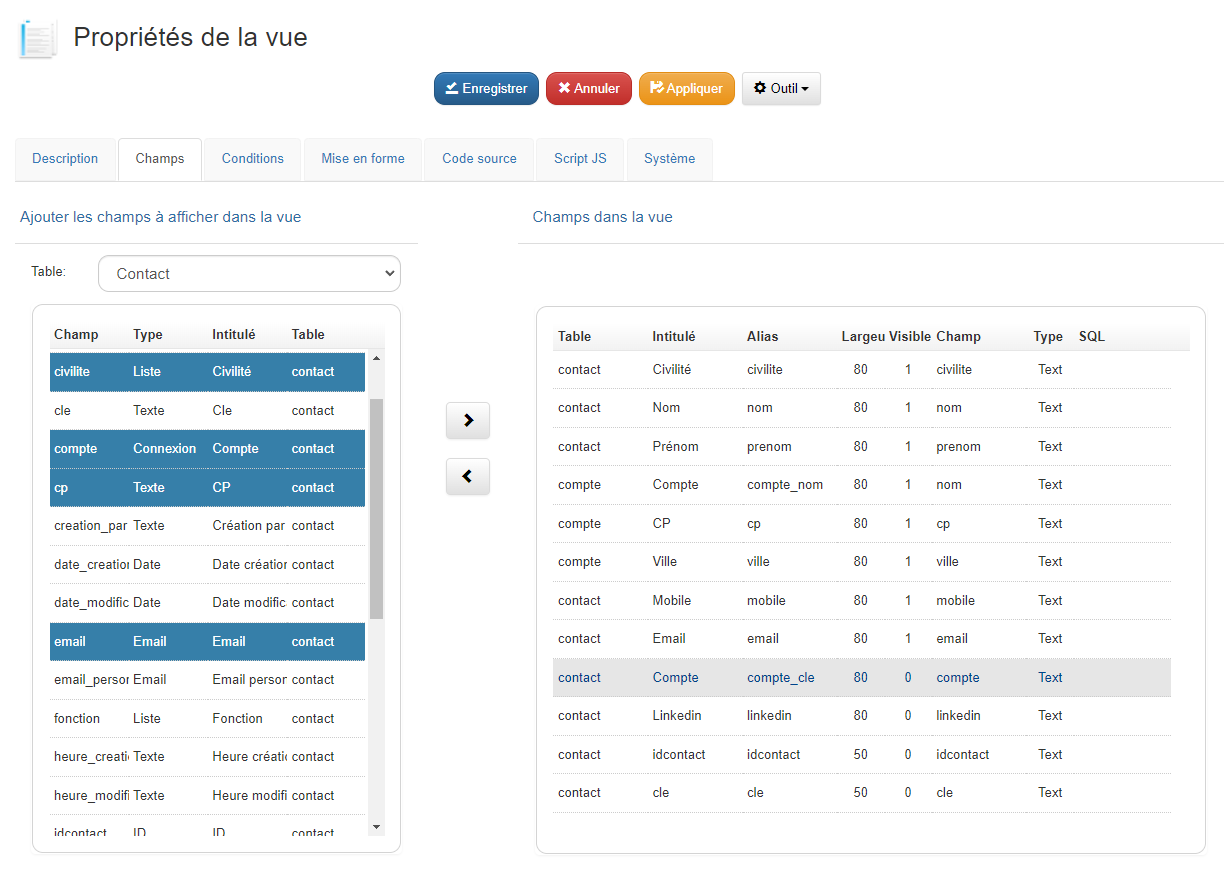 Propriétés de la vue
Enregistrer Annuler Appliquer Outil
Description Champs Conditions Mise en forme Code source Script JS Système
Ajouter les champs à afficher dans la vue
Champs dans la vue
Table: Contact
Champ Type Intitulé Table
civilite Liste Civilité contact
cle Texte Cle contact
compte Connexion Compte contact
cp Texte CP contact
creation_par Texte Création par contact
date_creation Date Date création contact
date_modific Date Date modific contact
email Email Email contact
email_person Email Email person contact
fonction Liste Fonction contact
heure_créati Texte Heure créatic contact
heure_modifi Texte Heure modifi contact
idcontact ID ID contact
Table Intitulé Alias Largeu Visible Champ Type SQL
contact Civilité civilite 80 1 civilite Text
contact Nom nom 80 1 nom Text
contact Prénom prenom 80 1 prenom Text
compte Compte compte_nom 80 1 nom Text
compte CP cp 80 1 cp Text
compte Ville ville 80 1 ville Text
contact Mobile mobile 80 1 mobile Text
contact Email email 80 1 email Text
contact Compte compte_cle 80 0 compte Text
contact Linkedin linkedin 80 0 linkedin Text
contact idcontact idcontact 50 0 idcontact Text
contact cle cle 50 0 cle Text